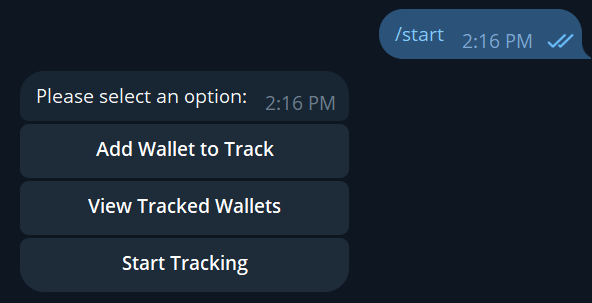 /start 2:16 PM
Please select an option: 2:16 PM
Add Wallet to Track
View Tracked Wallets
Start Tracking